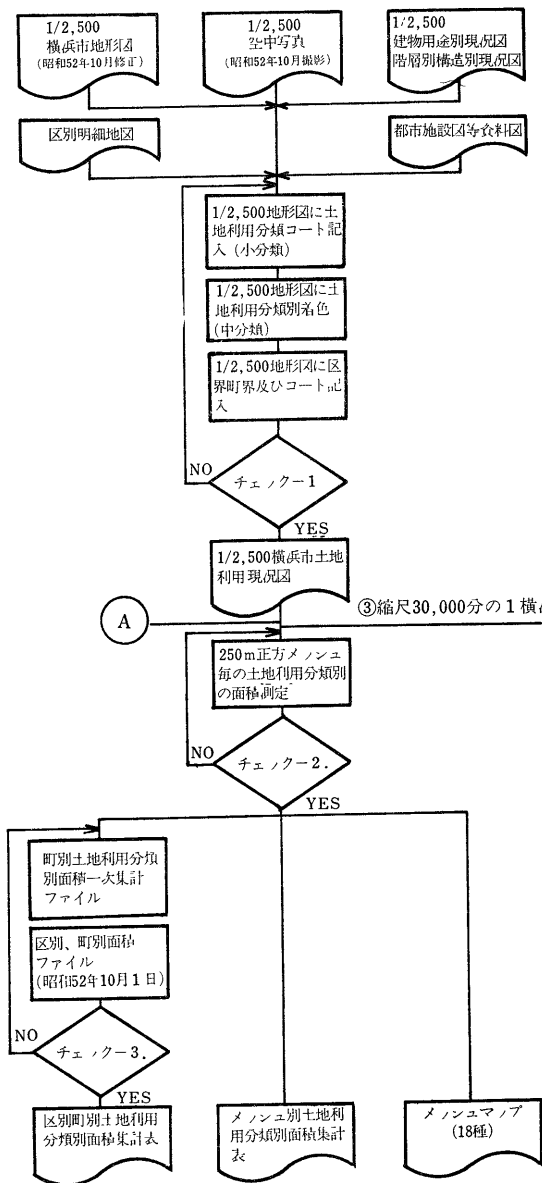 1/2,500
横浜市地形図
(昭和52年10月修正)
1/2,500
空中写真
(昭和52年10月撮影)
1/2,500
建物用途別現況図
階層別構造別現況図
区別明細地図
都市施設図等資料図
1/2,500地形図に土
地利用分類コート記
入(小分類)
1/2,500地形図に土
地利用分類別着色
(中分類)
1/2,500地形図に区
界町界及ひコート記
入
NO
チェックー1
YES
1/2,500横浜市土地
利用現況図
A
③縮尺30,000分の1横
250m正方メッシュ
毎の土地利用分類別
の面積測定
NO
チェックー2.
YES
町別土地利用分類
別面積一次集計
ファイル
区別、町別面積
ファイル
(昭和52年10月1日)
NO
チェックー3.
YES
区別町別土地利用
分類別面積集計表
メッシュ別土地利
用分類別面積集計
表
メッシュマップ
(18種)